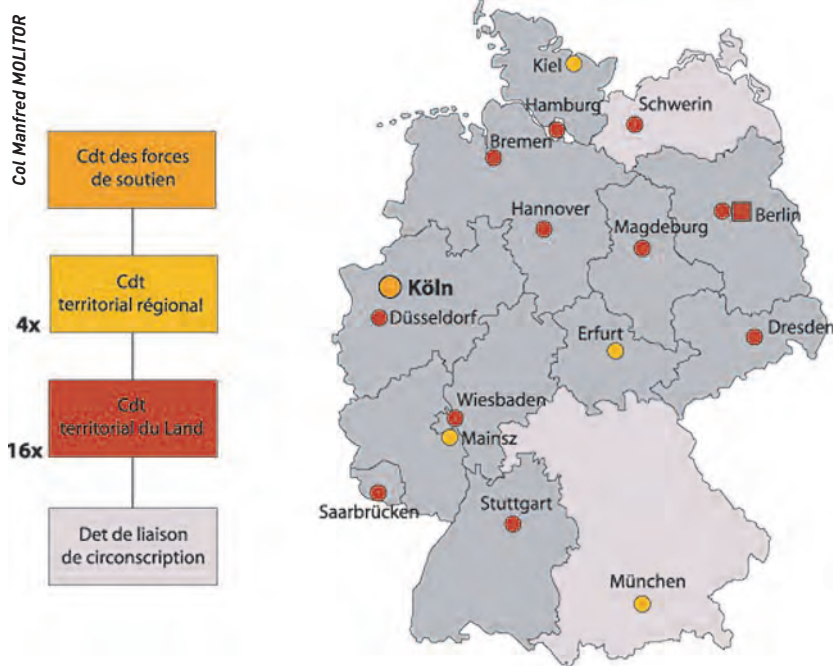 Col Manfred MOLITOR
Cdt des forces
de soutien
Cdt
territorial régional
4x
Cdt
territorial du Land
16x
Det de liaison
de circonscription
Kiel
Hamburg
Schwerin
Bremen
Hannover
Magdeburg
Berlin
Köln
Düsseldorf
Erfurt
Dresden
Wiesbaden
Mainsz
Saarbrücken
Stuttgart
München